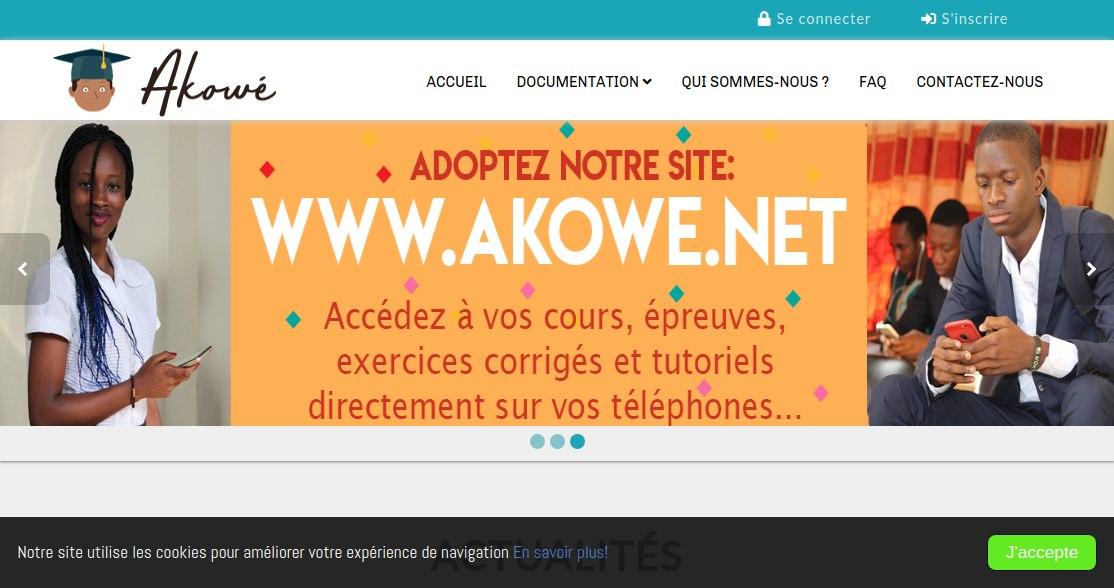 Se connecter
S'inscrire
Akowé
ACCUEIL
DOCUMENTATION
QUI SOMMES-NOUS ?
FAQ
CONTACTEZ-NOUS
ADOPTEZ NOTRE SITE:
WWW.AKOWE.NET
Accédez à vos cours, épreuves,
exercices corrigés et tutoriels
directement sur vos téléphones...
Notre site utilise les cookies pour améliorer votre expérience de navigation En savoir plus!
J'accepte
ACTUALITÉS